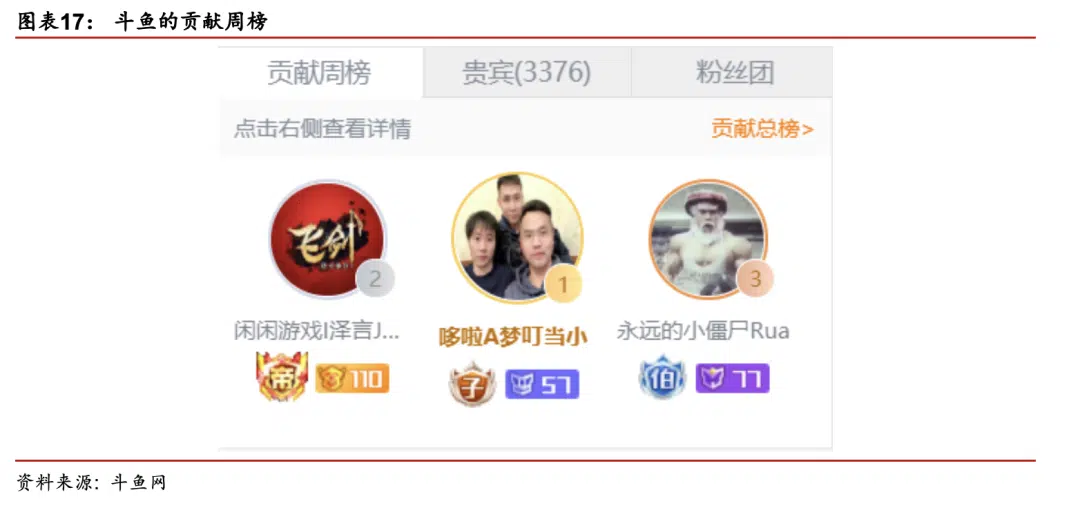 图表17： 斗鱼的贡献周榜
贡献周榜 贵宾(3376) 粉丝团
点击右侧查看详情 贡献总榜>
飞剑
2 1 3
闲闲游戏I泽言J... 哆啦A梦叮当小 永远的小僵尸Rua
帝 110 子 57 伯 77
资料来源：斗鱼网